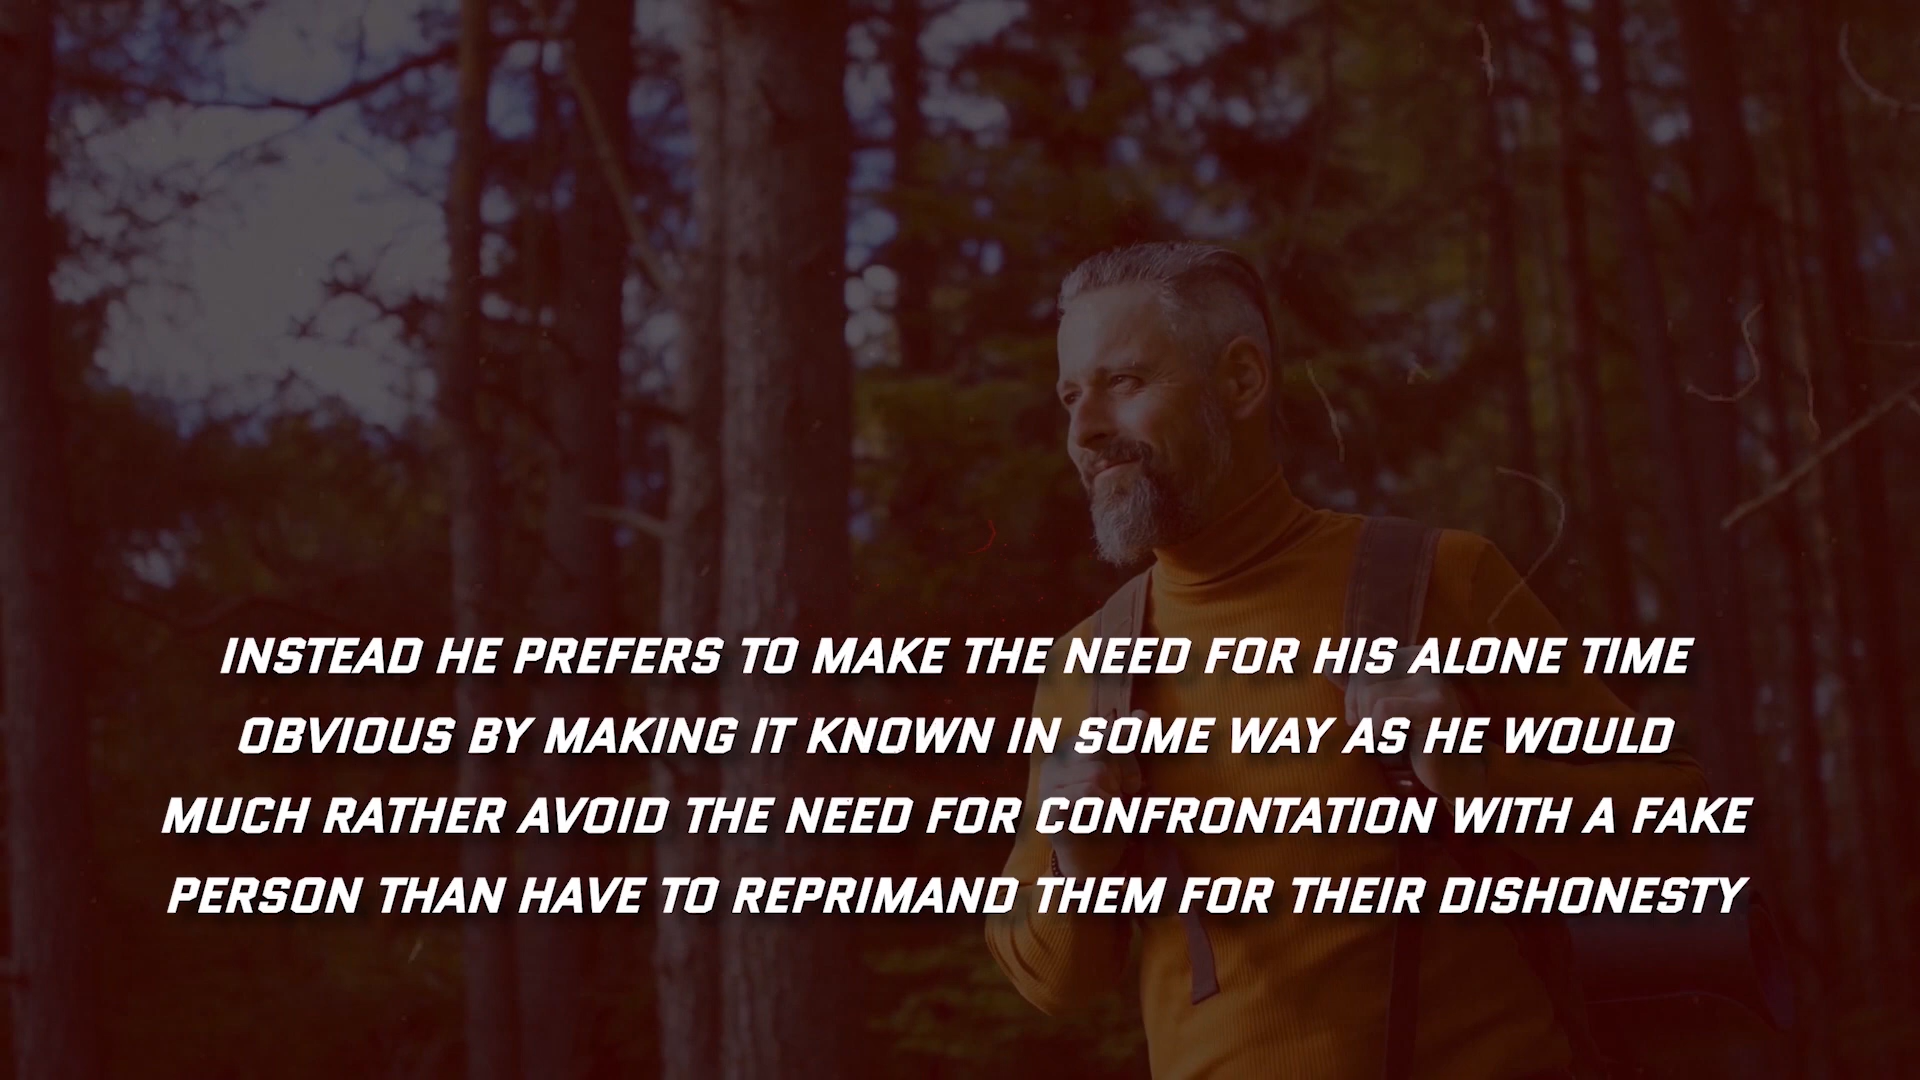 INSTEAD HE PREFERS TO MAKE THE NEED FOR HIS ALONE TIME
OBVIOUS BY MAKING IT KNOWN IN SOME WAY AS HE WOULD
MUCH RATHER AVOID THE NEED FOR CONFRONTATION WITH A FAKE
PERSON THAN HAVE TO REPRIMAND THEM FOR THEIR DISHONESTY